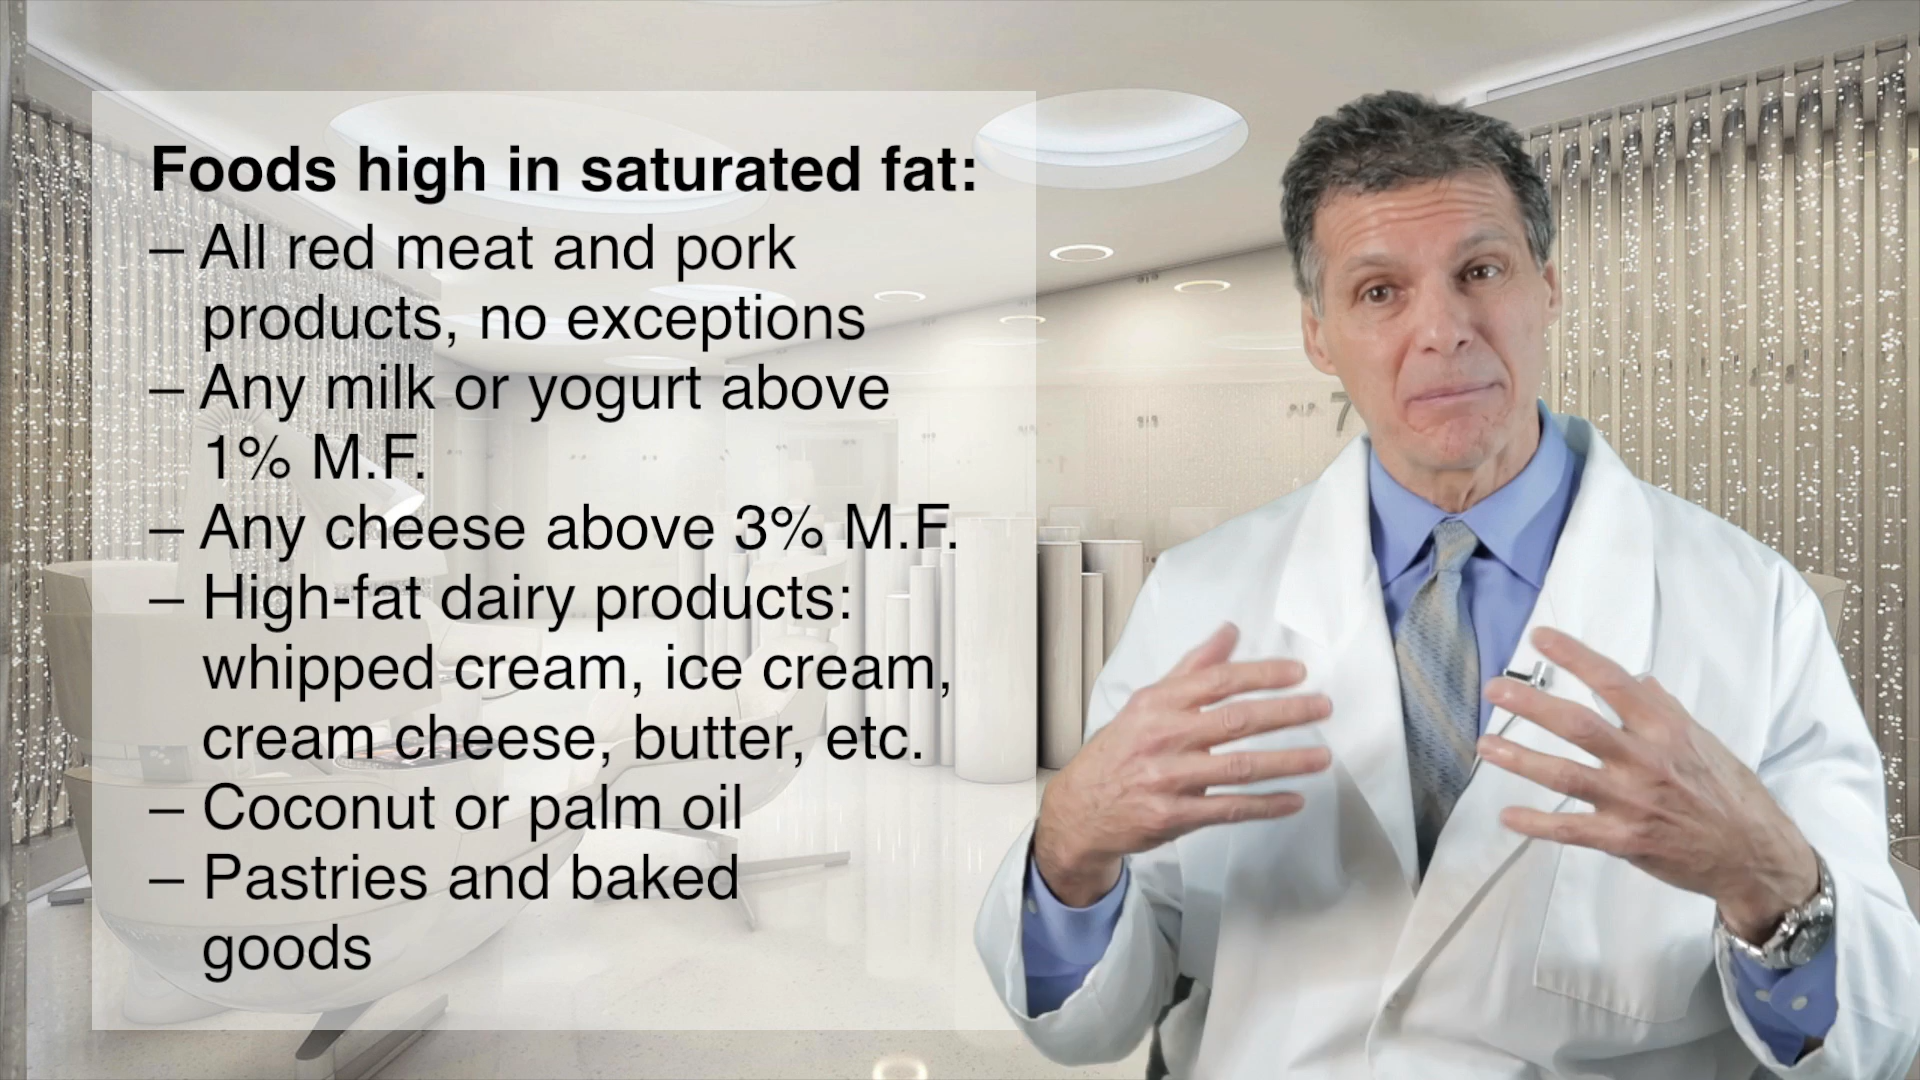 Foods high in saturated fat:
– All red meat and pork
products, no exceptions
– Any milk or yogurt above
1% M.F.
– Any cheese above 3% M.F.
– High-fat dairy products:
whipped cream, ice cream,
cream cheese, butter, etc.
– Coconut or palm oil
– Pastries and baked
goods
7